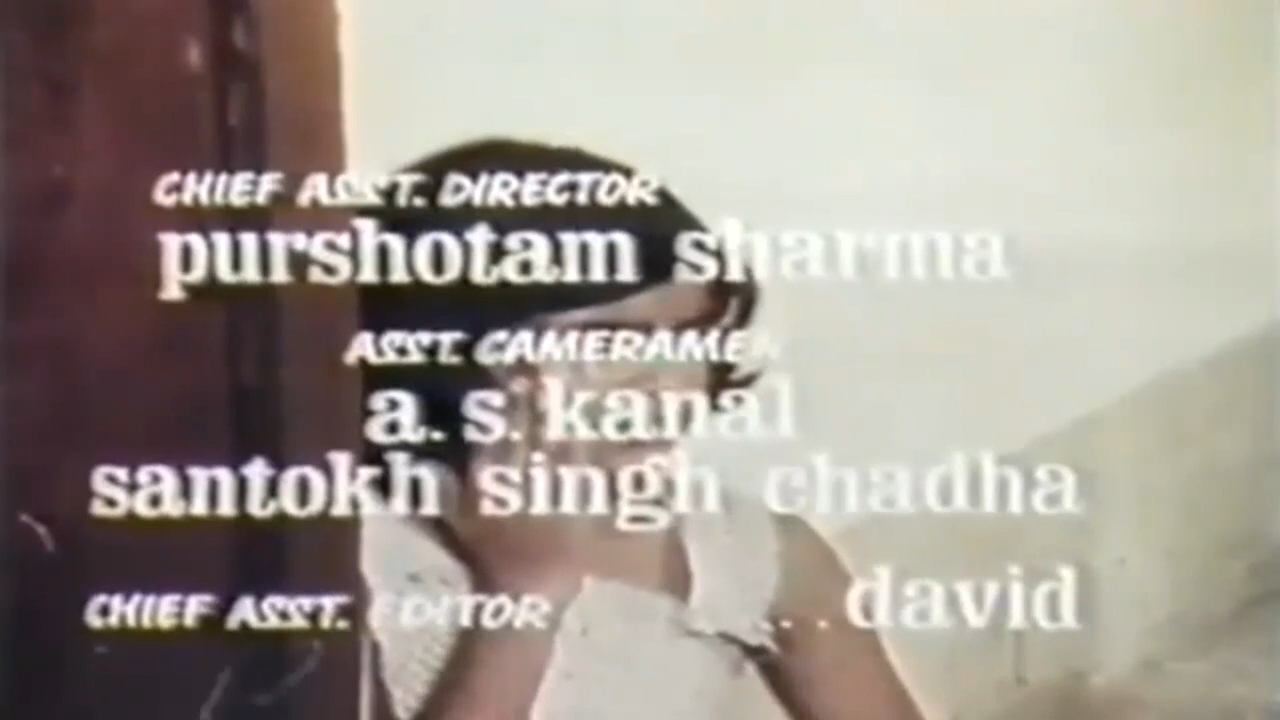 CHIEF ASST. DIRECTOR
purshotam sharma
ASST. CAMERAMEN
a. s. kanal
santokh singh chadha
CHIEF ASST. EDITOR ... david